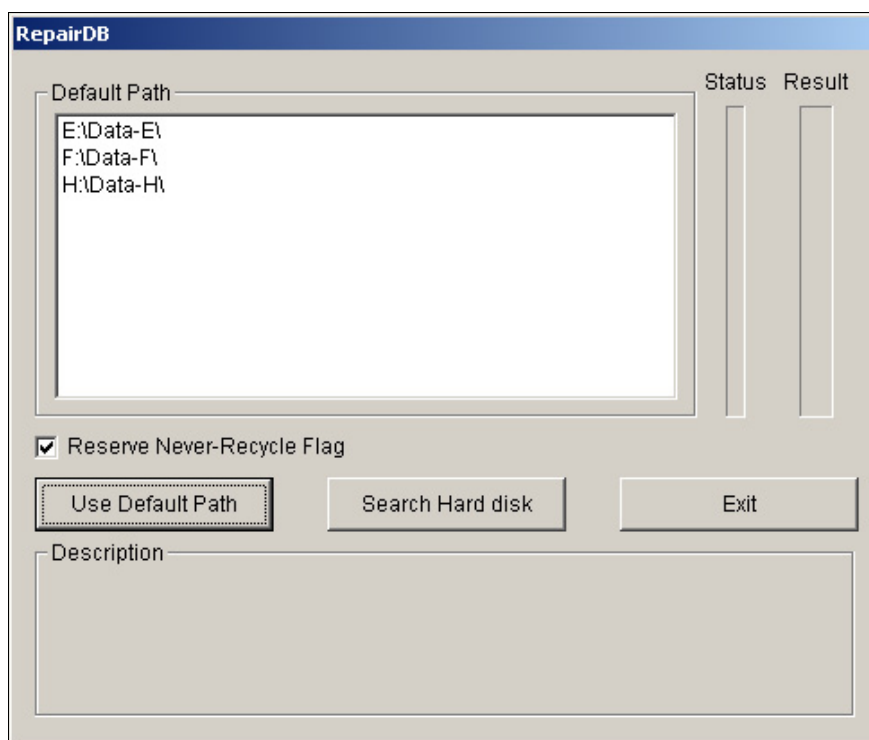 RepairDB
Status Result
Default Path
E:\Data-E\
F:\Data-F\
H:\Data-H\
Reserve Never-Recycle Flag
Use Default Path Search Hard disk Exit
Description